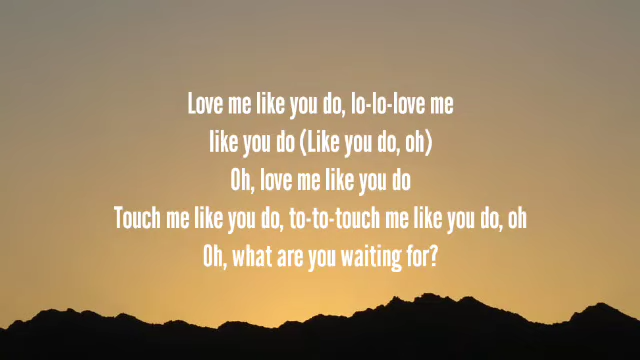 Love me like you do, lo-lo-love me
like you do (Like you do, oh)
Oh, love me like you do
Touch me like you do, to-to-touch me like you do, oh
Oh, what are you waiting for?